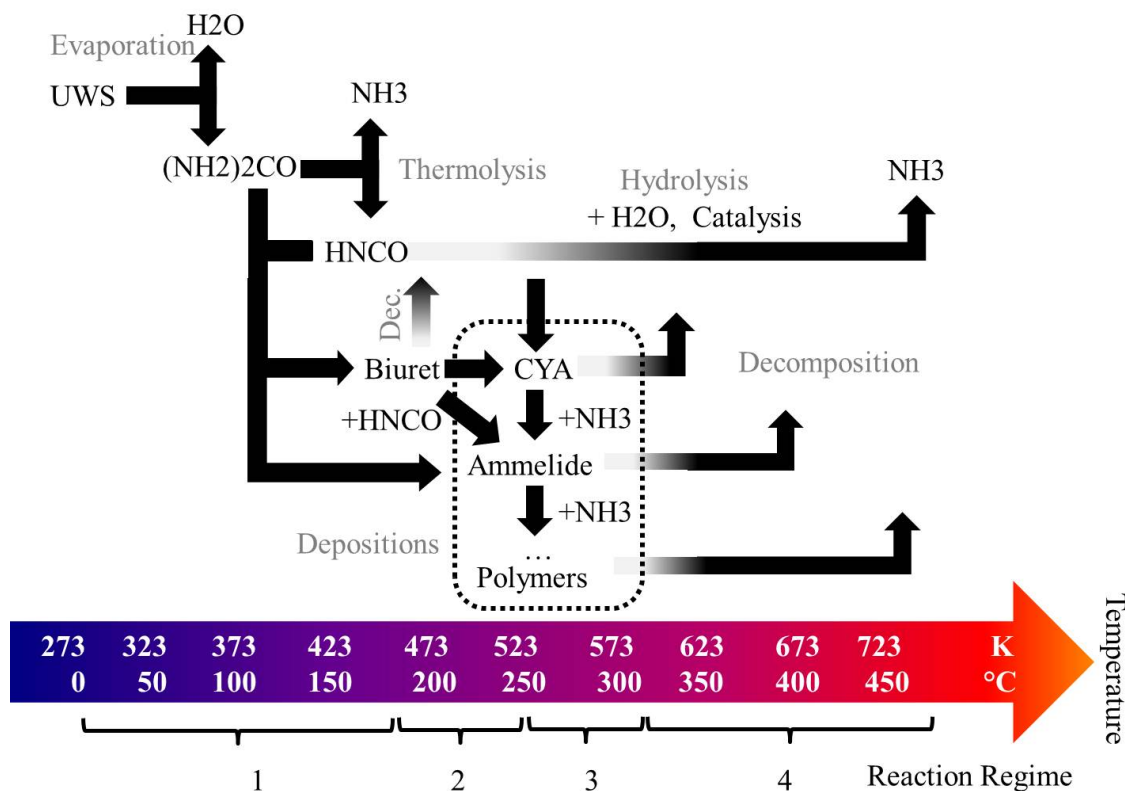 H2O
Evaporation
UWS
NH3
(NH2)2CO
Thermolysis
Hydrolysis
NH3
+ H2O, Catalysis
HNCO
Dec.
Biuret
CYA
Decomposition
+HNCO
+NH3
Ammelide
+NH3
Depositions
...
Polymers
Temperature
273 323 373 423 473 523 573 623 673 723 K
0 50 100 150 200 250 300 350 400 450 °C
1 2 3 4 Reaction Regime